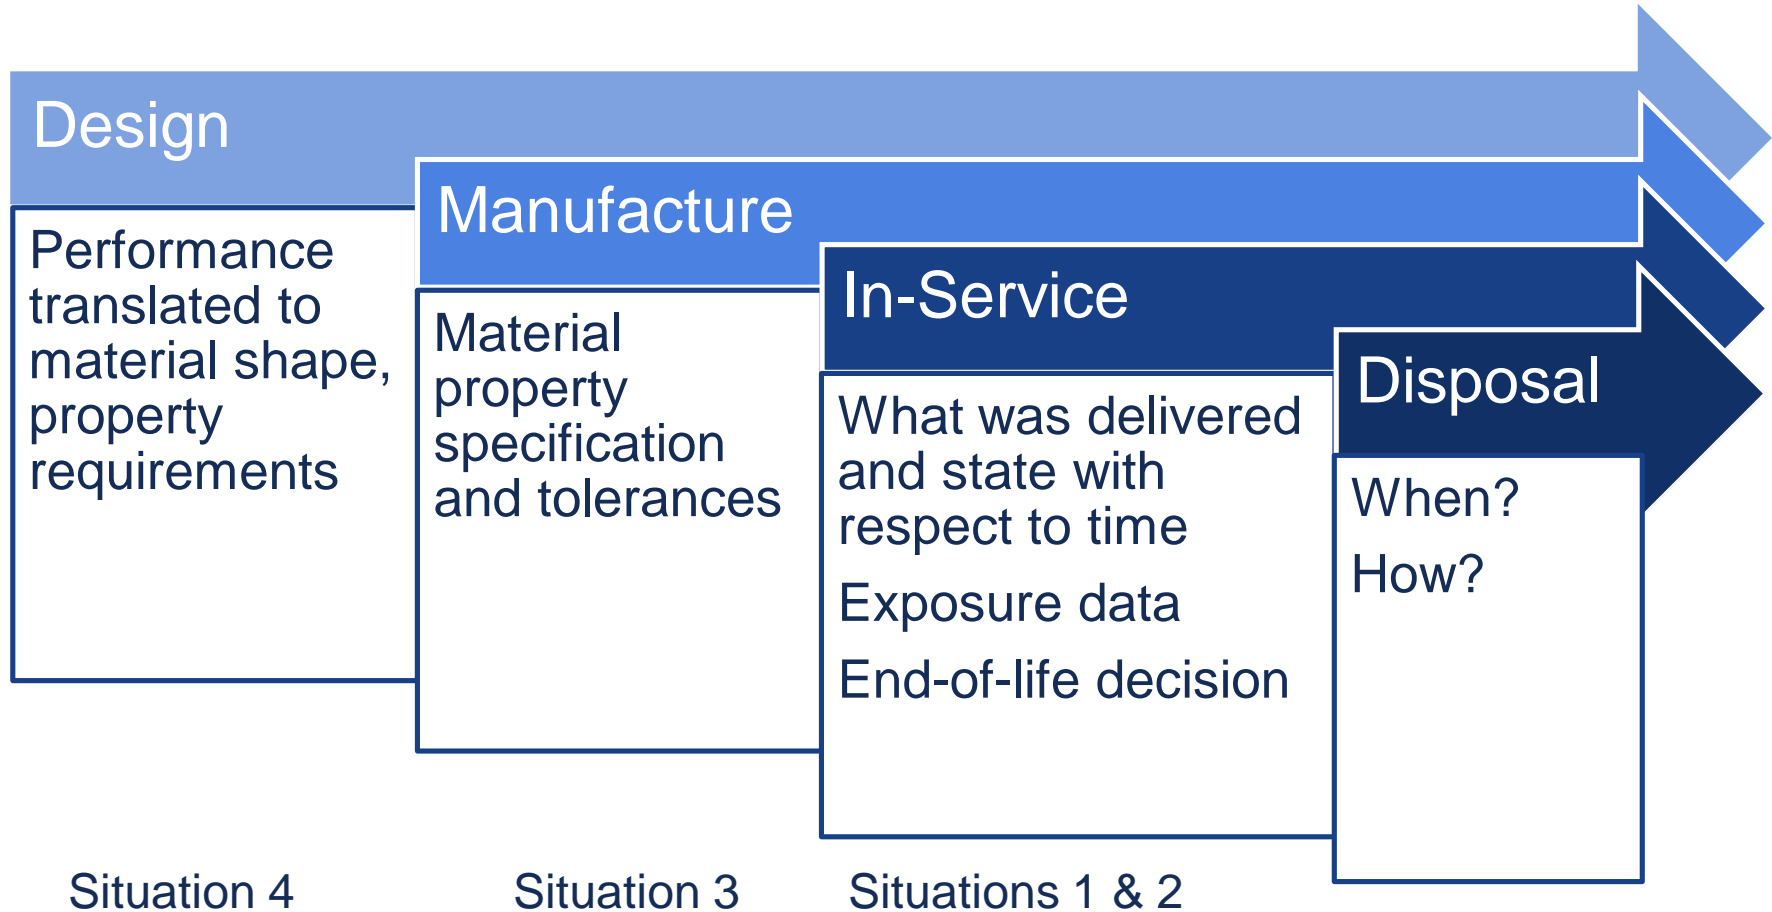 Design
Performance
translated to
material shape,
property
requirements
Manufacture
Material
property
specification
and tolerances
In-Service
What was delivered
and state with
respect to time
Exposure data
End-of-life decision
Disposal
When?
How?
Situation 4
Situation 3
Situations 1 & 2